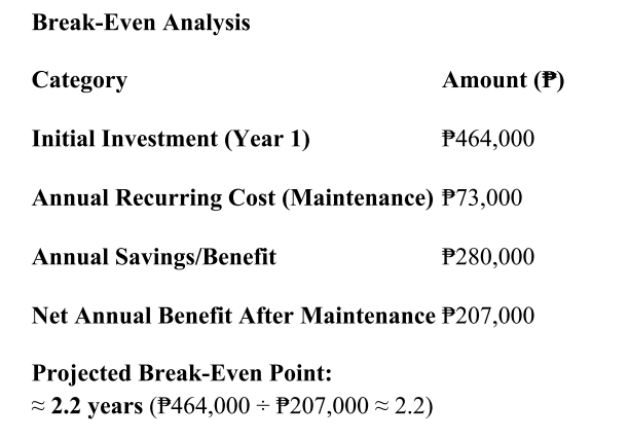 Break-Even Analysis
Category Amount (₱)
Initial Investment (Year 1) ₱464,000
Annual Recurring Cost (Maintenance) ₱73,000
Annual Savings/Benefit ₱280,000
Net Annual Benefit After Maintenance ₱207,000
Projected Break-Even Point:
≈ 2.2 years (₱464,000 ÷ ₱207,000 ≈ 2.2)